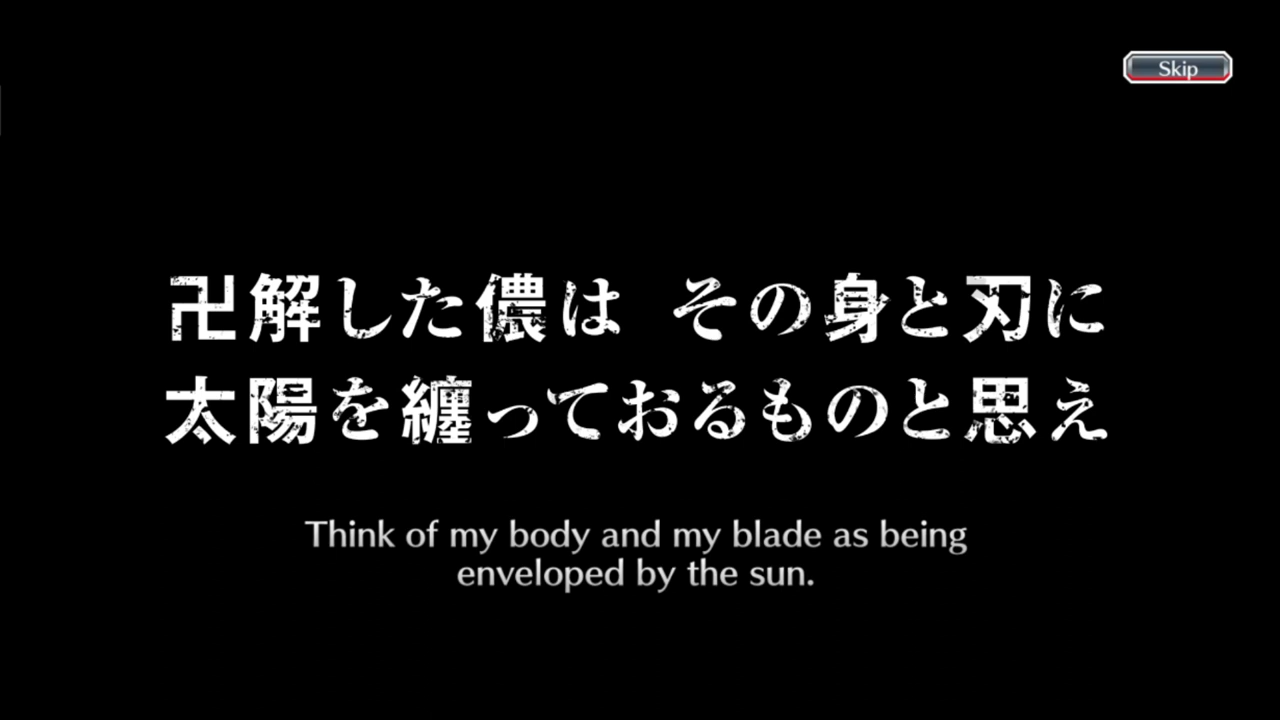 Skip
卍解した儂は その身と刃に
太陽を纏っておるものと思え
Think of my body and my blade as being
enveloped by the sun.